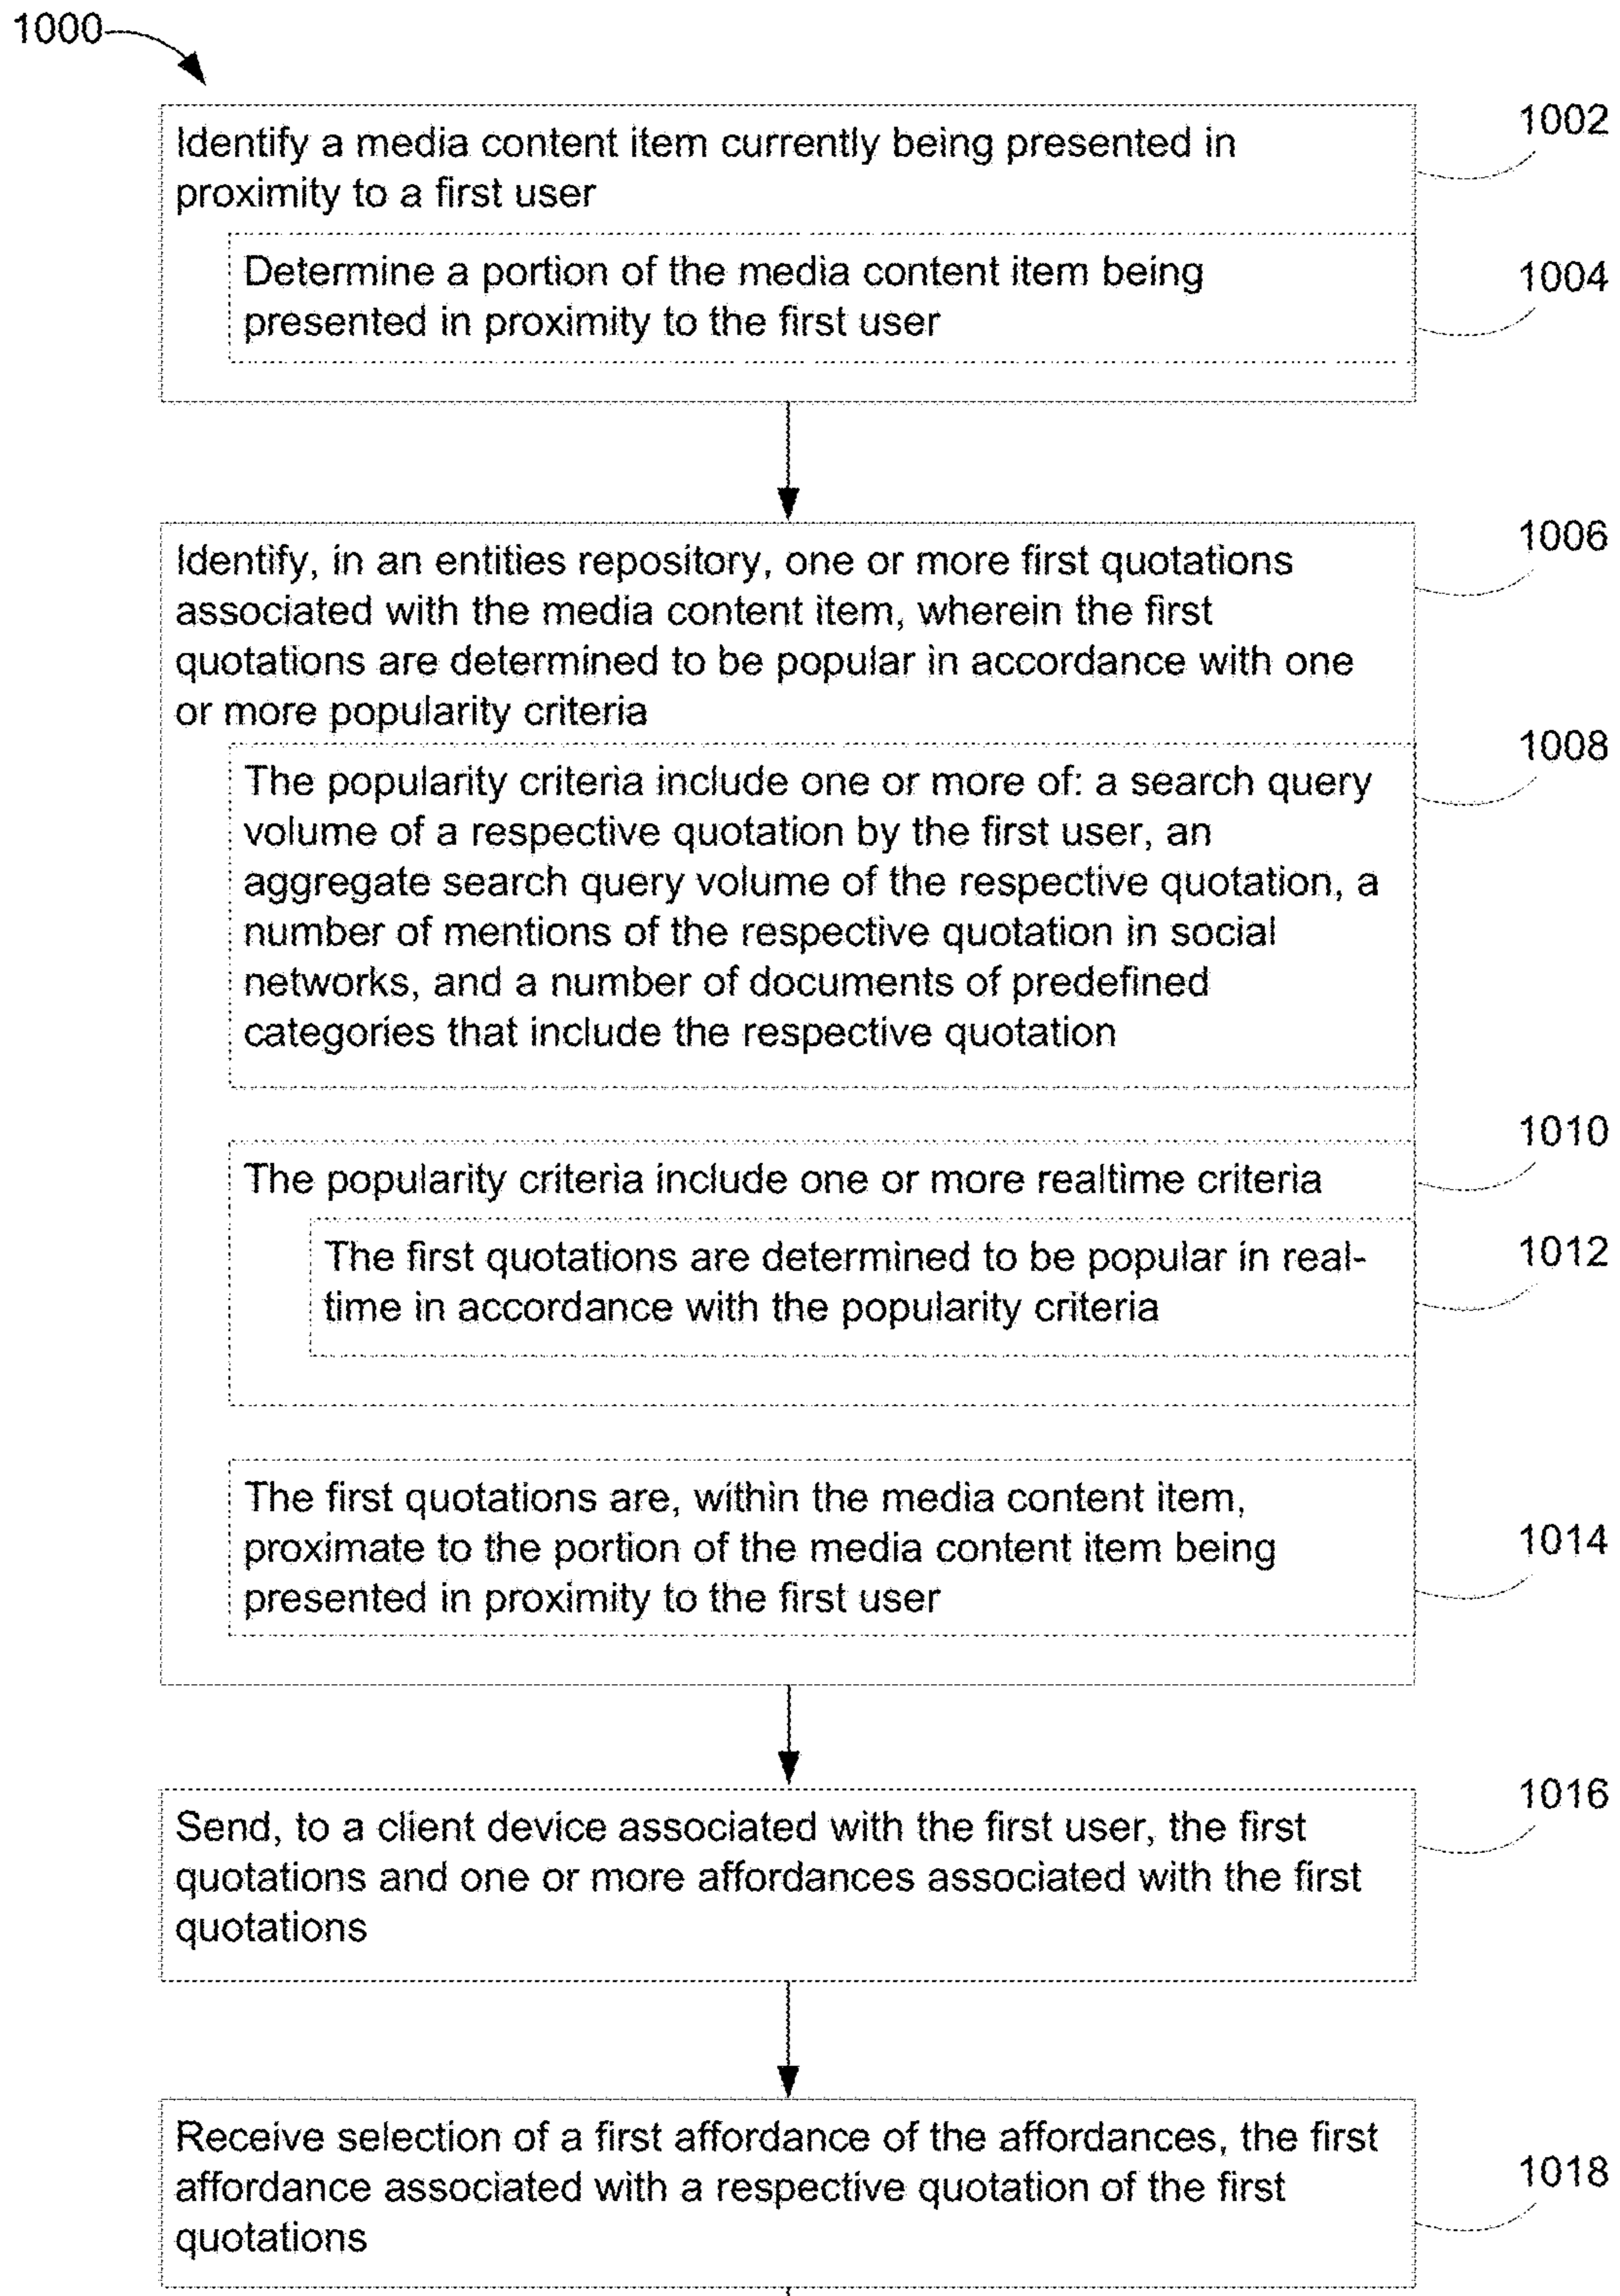 1000
Identify a media content item currently being presented in
proximity to a first user
1002
Determine a portion of the media content item being
presented in proximity to the first user
1004
Identify, in an entities repository, one or more first quotations
associated with the media content item, wherein the first
quotations are determined to be popular in accordance with one
or more popularity criteria
1006
The popularity criteria include one or more of: a search query
volume of a respective quotation by the first user, an
aggregate search query volume of the respective quotation, a
number of mentions of the respective quotation in social
networks, and a number of documents of predefined
categories that include the respective quotation
1008
The popularity criteria include one or more realtime criteria
1010
The first quotations are determined to be popular in real-
time in accordance with the popularity criteria
1012
The first quotations are, within the media content item,
proximate to the portion of the media content item being
presented in proximity to the first user
1014
Send, to a client device associated with the first user, the first
quotations and one or more affordances associated with the first
quotations
1016
Receive selection of a first affordance of the affordances, the first
affordance associated with a respective quotation of the first
quotations
1018